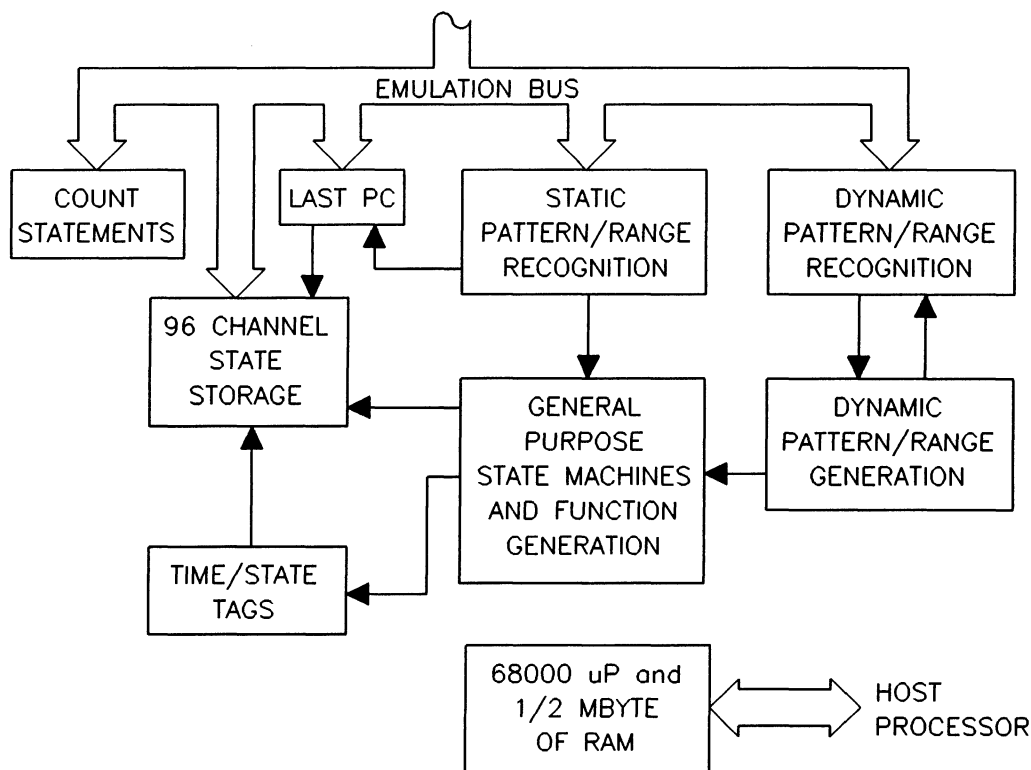 EMULATION BUS
COUNT
STATEMENTS
LAST PC
STATIC
PATTERN/RANGE
RECOGNITION
DYNAMIC
PATTERN/RANGE
RECOGNITION
96 CHANNEL
STATE
STORAGE
GENERAL
PURPOSE
STATE MACHINES
AND FUNCTION
GENERATION
DYNAMIC
PATTERN/RANGE
GENERATION
TIME/STATE
TAGS
68000 uP and
1/2 MBYTE
OF RAM
HOST
PROCESSOR